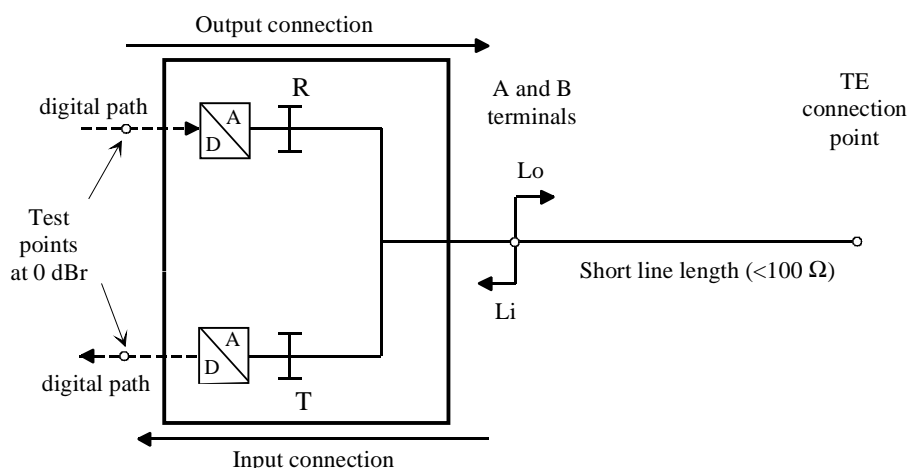 Output connection
digital path
A
D
R
A and B
terminals
TE
connection
point
Lo
Test
points
at 0 dBr
Short line length (<100 Ω)
Li
A
D
digital path
T
Input connection